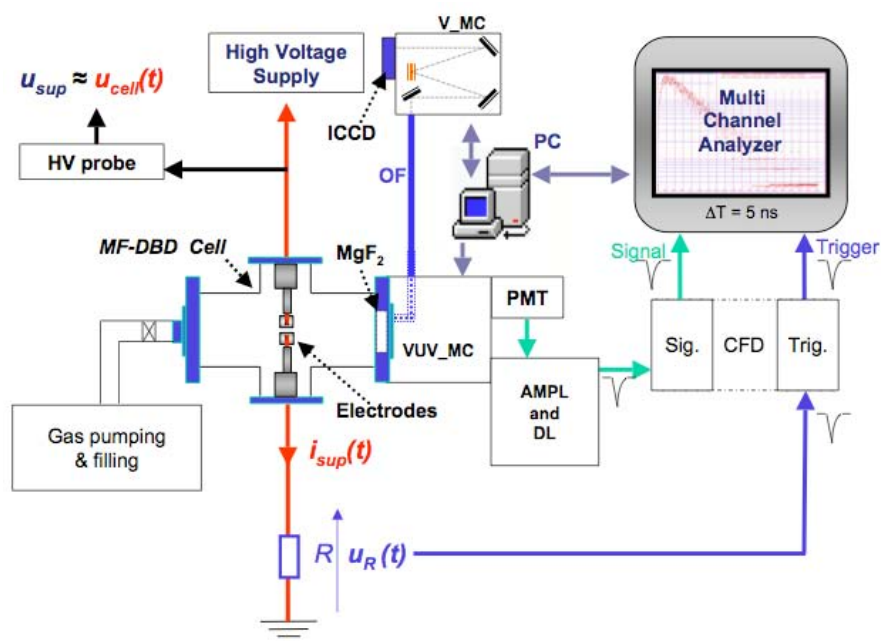 V_MC
High Voltage
Supply
u_sup ≈ u_cell(t)
ICCD
HV probe
OF
PC
Multi
Channel
Analyzer
ΔT = 5 ns
MF-DBD Cell
MgF₂
Signal
Trigger
PMT
VUV_MC
Sig.
CFD
Trig.
AMPL
and
DL
Electrodes
Gas pumping
& filling
i_sup(t)
R
u_R(t)